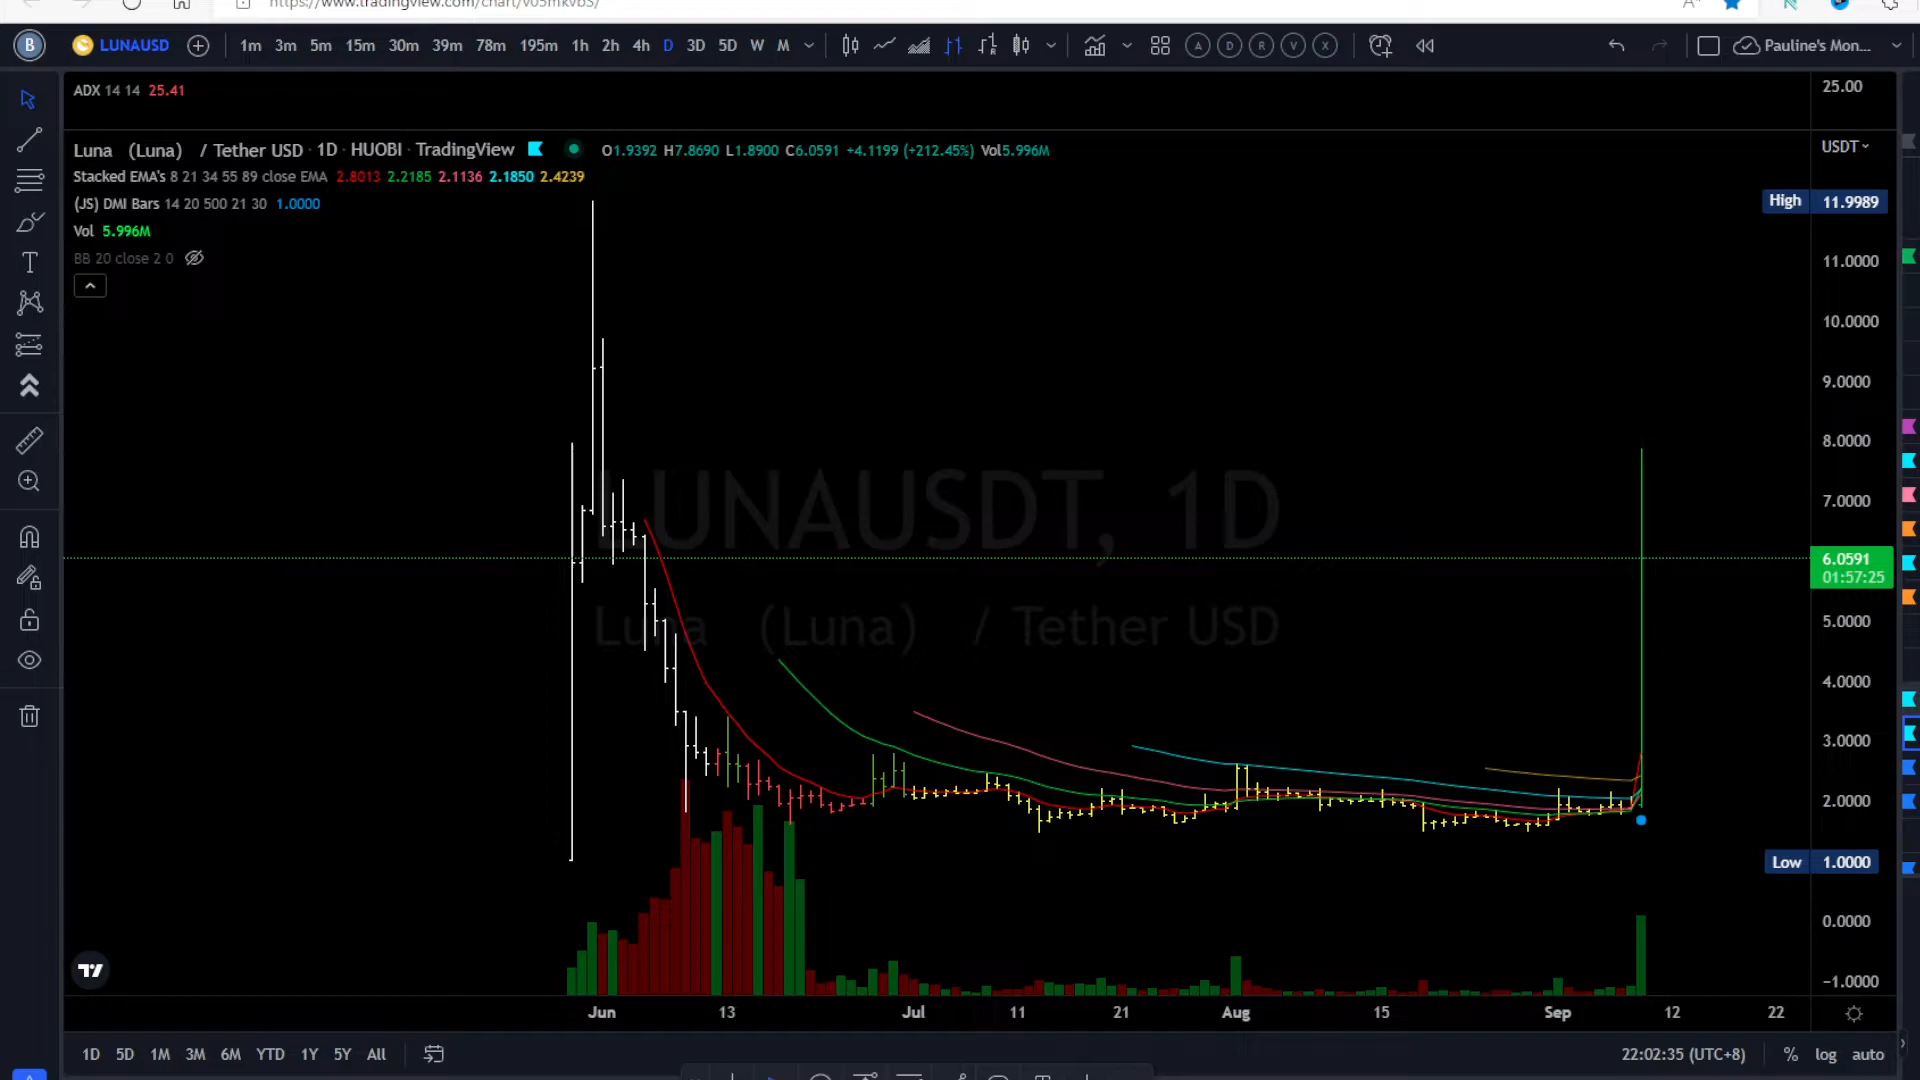 https://www.tradingview.com/chart/v05mkvbS/
B LUNAUSD 1m 3m 5m 15m 30m 39m 78m 195m 1h 2h 4h D 3D 5D W M A D R V X Pauline's Mon...
ADX 14 14 25.41
25.00
Luna (Luna) / Tether USD · 1D · HUOBI · TradingView O1.9392 H7.8690 L1.8900 C6.0591 +4.1199 (+212.45%) Vol5.996M
USDT
Stacked EMA's 8 21 34 55 89 close EMA 2.8013 2.2185 2.1136 2.1850 2.4239
(JS) DMI Bars 14 20 500 21 30 1.0000
High 11.9989
Vol 5.996M
BB 20 close 2 0
11.0000
10.0000
9.0000
8.0000
7.0000
LUNAUSDT, 1D
6.0591
01:57:25
5.0000
Luna (Luna) / Tether USD
4.0000
3.0000
2.0000
Low 1.0000
0.0000
−1.0000
Jun 13 Jul 11 21 Aug 15 Sep 12 22
1D 5D 1M 3M 6M YTD 1Y 5Y All
22:02:35 (UTC+8) % log auto